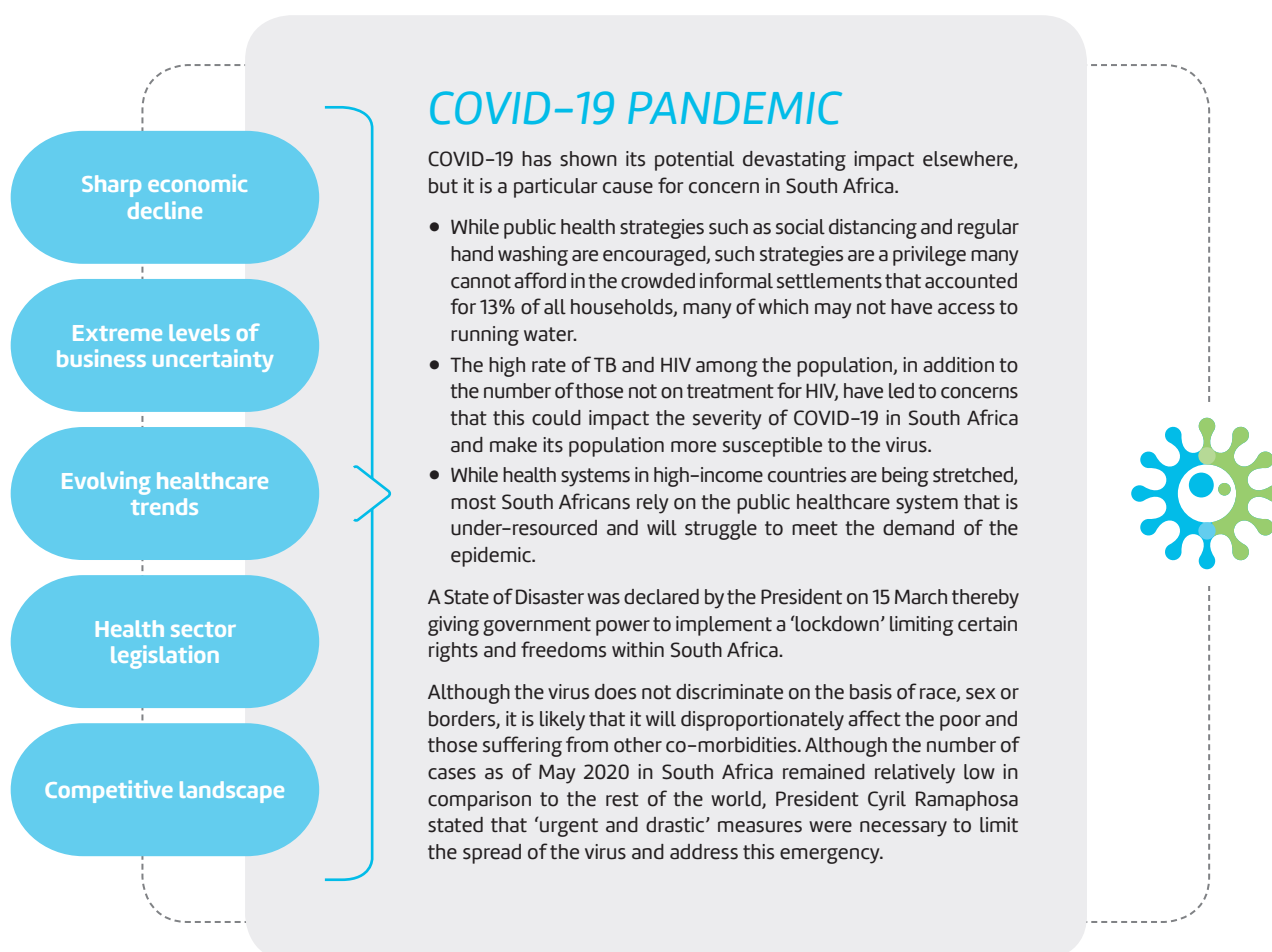 Sharp economic
decline
Extreme levels of
business uncertainty
Evolving healthcare
trends
Health sector
legislation
Competitive landscape
COVID-19 PANDEMIC
COVID-19 has shown its potential devastating impact elsewhere,
but it is a particular cause for concern in South Africa.
• While public health strategies such as social distancing and regular
hand washing are encouraged, such strategies are a privilege many
cannot afford in the crowded informal settlements that accounted
for 13% of all households, many of which may not have access to
running water.
• The high rate of TB and HIV among the population, in addition to
the number of those not on treatment for HIV, have led to concerns
that this could impact the severity of COVID-19 in South Africa
and make its population more susceptible to the virus.
• While health systems in high-income countries are being stretched,
most South Africans rely on the public healthcare system that is
under-resourced and will struggle to meet the demand of the
epidemic.
A State of Disaster was declared by the President on 15 March thereby
giving government power to implement a ‘lockdown’ limiting certain
rights and freedoms within South Africa.
Although the virus does not discriminate on the basis of race, sex or
borders, it is likely that it will disproportionately affect the poor and
those suffering from other co-morbidities. Although the number of
cases as of May 2020 in South Africa remained relatively low in
comparison to the rest of the world, President Cyril Ramaphosa
stated that ‘urgent and drastic’ measures were necessary to limit
the spread of the virus and address this emergency.